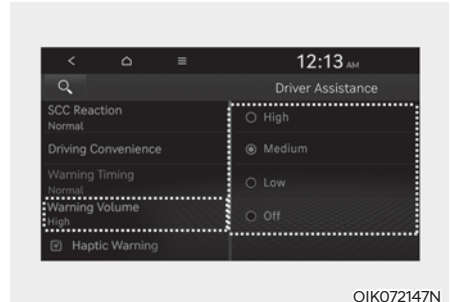 12:13 AM
Driver Assistance
SCC Reaction
Normal
Driving Convenience
Warning Timing
Normal
Warning Volume
High
Haptic Warning
High
Medium
Low
Off
OIK072147N